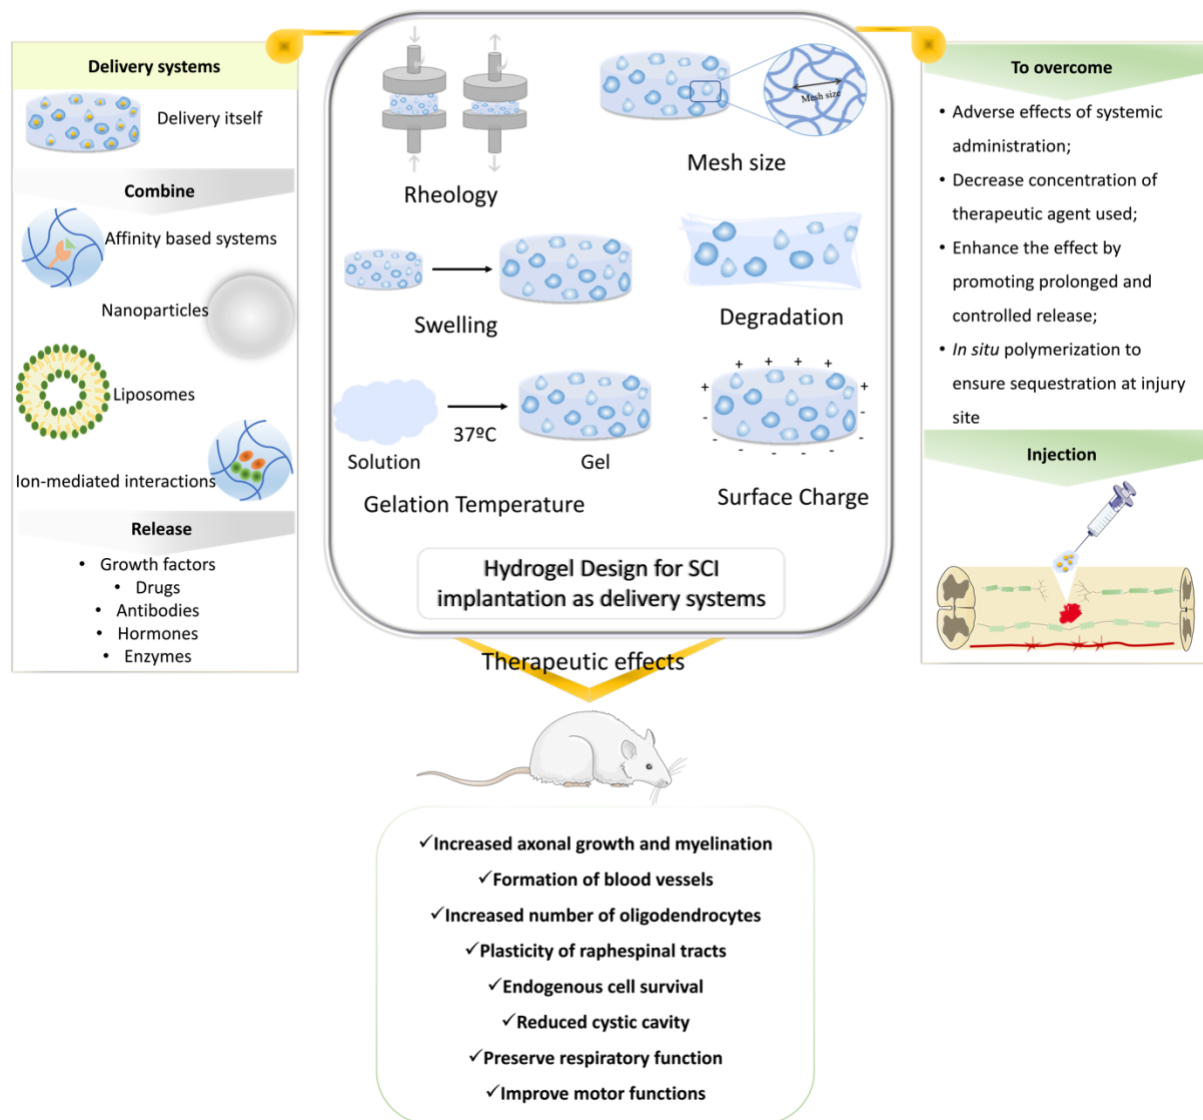 Delivery systems
Delivery itself
Combine
Affinity based systems
Nanoparticles
Liposomes
Ion-mediated interactions
Release
• Growth factors
• Drugs
• Antibodies
• Hormones
• Enzymes
Rheology
Mesh size
Mesh size
Swelling
Degradation
37ºC
Solution
Gel
Gelation Temperature
+ + + +
+ +
- -
- -
- - - -
Surface Charge
Hydrogel Design for SCI
implantation as delivery systems
To overcome
• Adverse effects of systemic
administration;
• Decrease concentration of
therapeutic agent used;
• Enhance the effect by
promoting prolonged and
controlled release;
• In situ polymerization to
ensure sequestration at injury
site
Injection
Therapeutic effects
✓Increased axonal growth and myelination
✓Formation of blood vessels
✓Increased number of oligodendrocytes
✓Plasticity of raphespinal tracts
✓Endogenous cell survival
✓Reduced cystic cavity
✓Preserve respiratory function
✓Improve motor functions